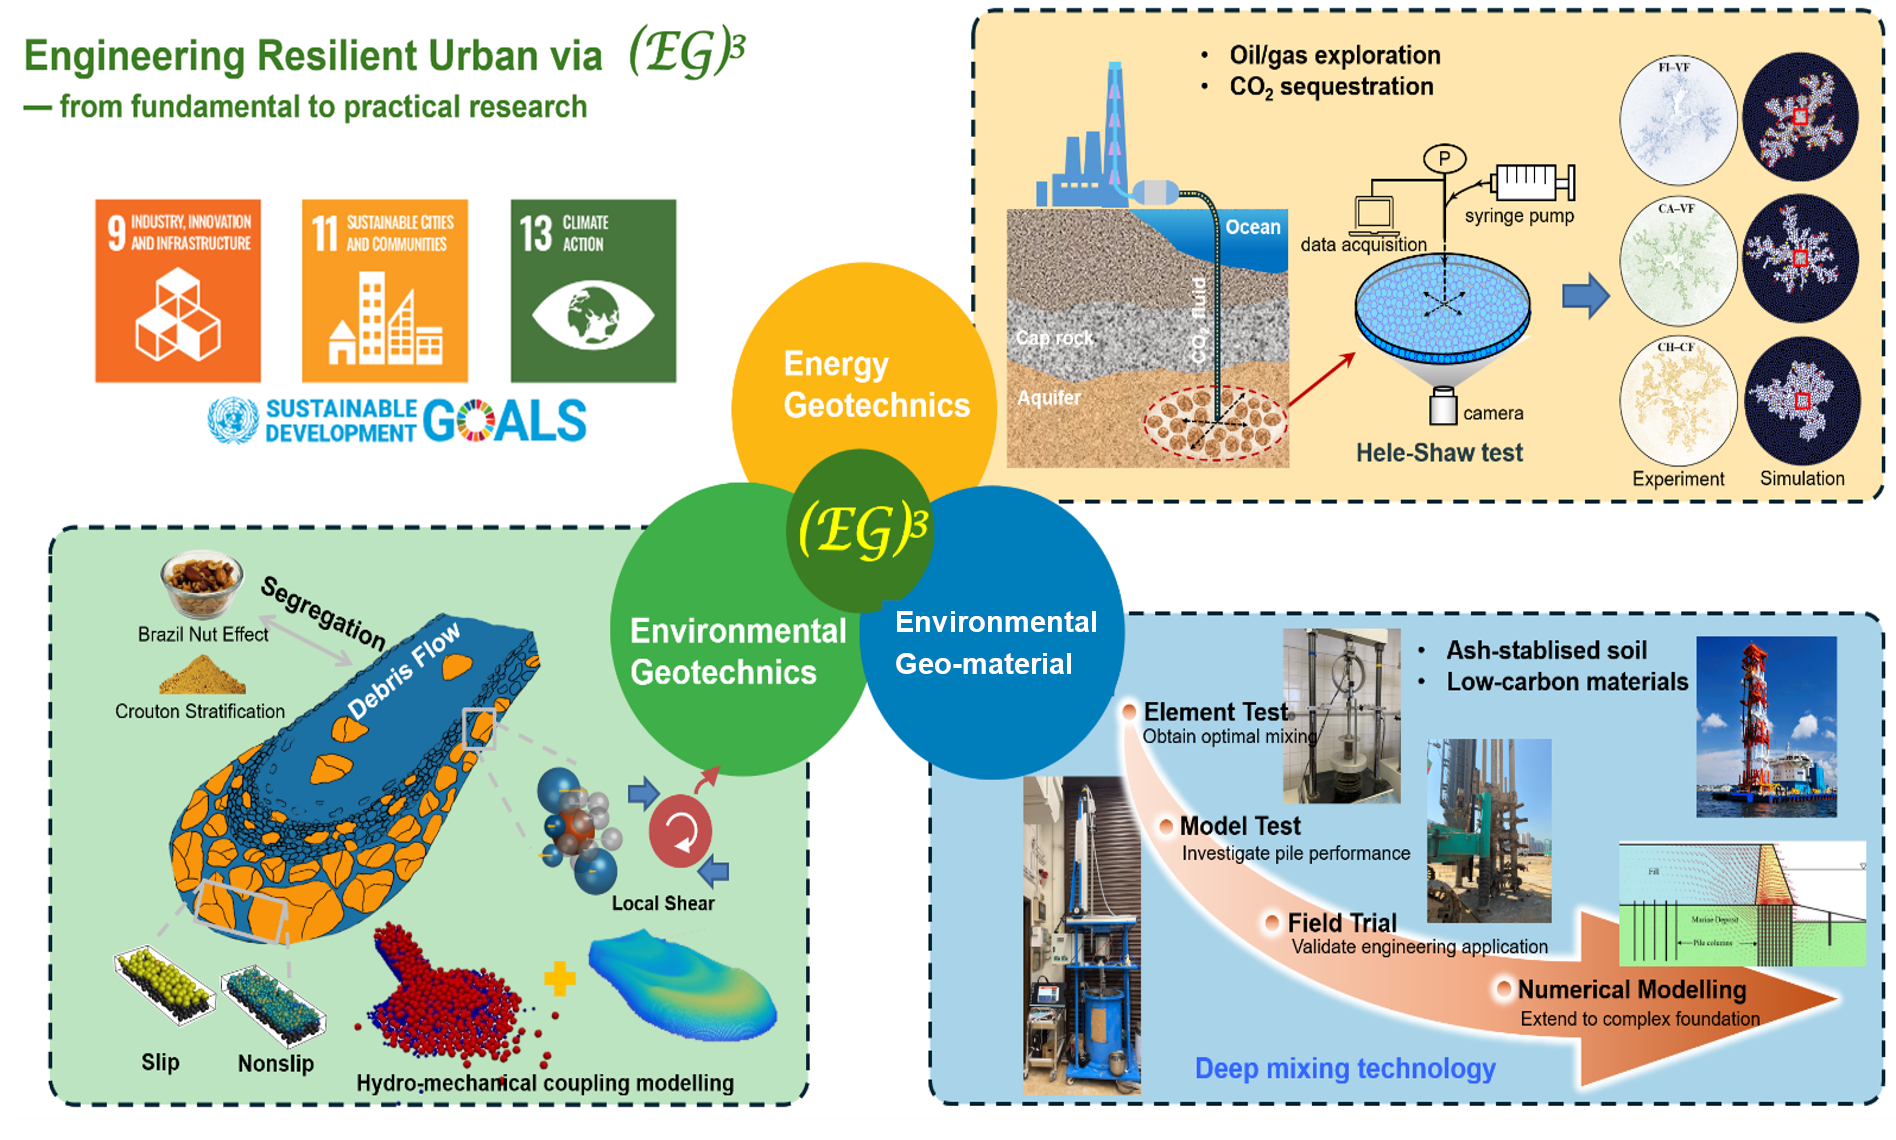 Engineering Resilient Urban via (EG)³
— from fundamental to practical research
9 INDUSTRY, INNOVATION
AND INFRASTRUCTURE
11 SUSTAINABLE CITIES
AND COMMUNITIES
13 CLIMATE
ACTION
SUSTAINABLE
DEVELOPMENT
GOALS
Energy
Geotechnics
(EG)³
Environmental
Geotechnics
Environmental
Geo-material
• Oil/gas exploration
• CO₂ sequestration
Ocean
Cap rock
Aquifer
CO₂ fluid
P
syringe pump
data acquisition
camera
Hele-Shaw test
FI–VF
CA–VF
CH–CF
Experiment
Simulation
Segregation
Brazil Nut Effect
Crouton Stratification
Debris Flow
Local Shear
Slip
Nonslip
Hydro-mechanical coupling modelling
• Ash-stablised soil
• Low-carbon materials
Element Test
Obtain optimal mixing
Model Test
Investigate pile performance
Field Trial
Validate engineering application
Numerical Modelling
Extend to complex foundation
Fill
Marine Deposit
Pile columns
Deep mixing technology